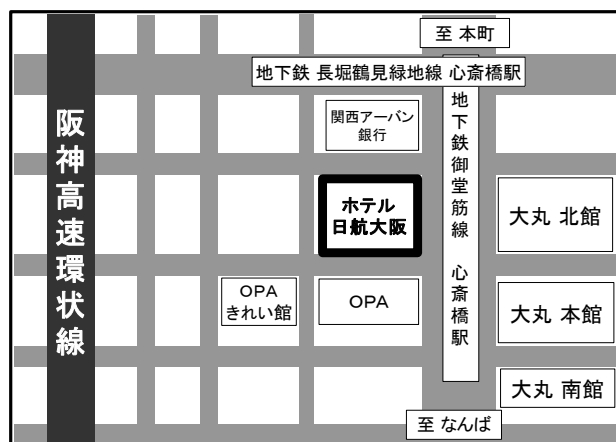 至 本町
地下鉄 長堀鶴見緑地線 心斎橋駅
阪神高速環状線
関西アーバン
銀行
地下鉄御堂筋線 心斎橋駅
ホテル
日航大阪
大丸 北館
OPA
きれい館
OPA
大丸 本館
大丸 南館
至 なんば